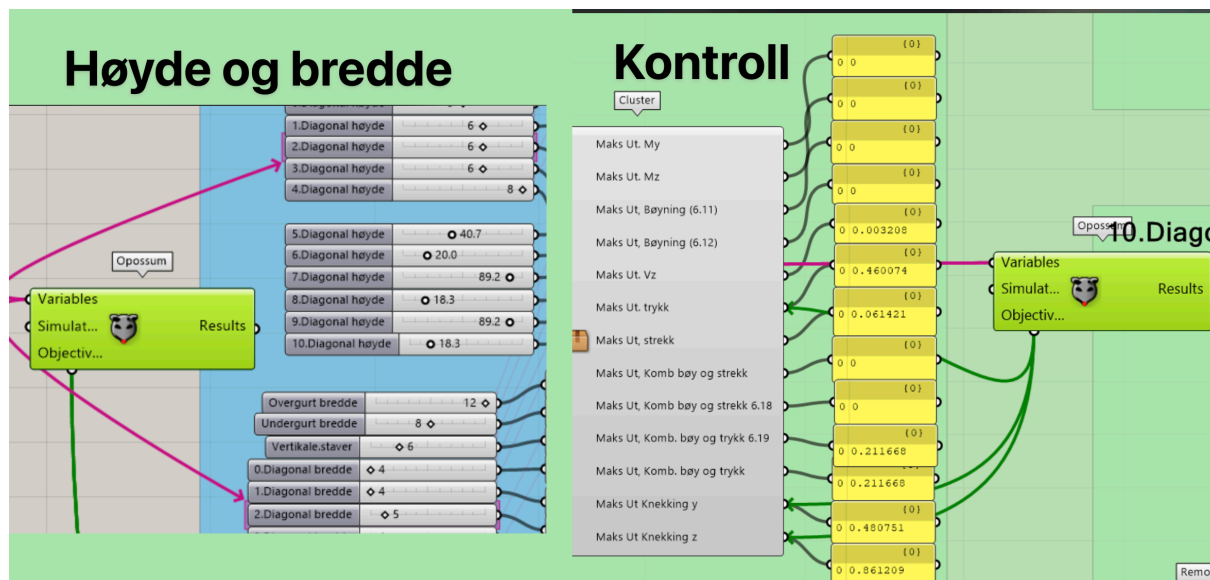 Høyde og bredde
1.Diagonal høyde 6
2.Diagonal høyde 6
3.Diagonal høyde 6
4.Diagonal høyde 8
5.Diagonal høyde 40.7
6.Diagonal høyde 20.0
7.Diagonal høyde 89.2
8.Diagonal høyde 18.3
9.Diagonal høyde 89.2
10.Diagonal høyde 18.3
Opossum
Variables
Simulat...
Results
Objectiv...
Overgurt bredde 12
Undergurt bredde 8
Vertikale.staver 6
0.Diagonal bredde 4
1.Diagonal bredde 4
2.Diagonal bredde 5
Kontroll
Cluster
Maks Ut. My
Maks Ut. Mz
Maks Ut, Bøyning (6.11)
Maks Ut, Bøyning (6.12)
Maks Ut. Vz
Maks Ut. trykk
Maks Ut, strekk
Maks Ut, Komb bøy og strekk
Maks Ut, Komb bøy og strekk 6.18
Maks Ut, Komb. bøy og trykk 6.19
Maks Ut, Komb. bøy og trykk
Maks Ut Knekking y
Maks Ut Knekking z
{0}
0 0
{0}
0 0
{0}
0 0
{0}
0 0
{0}
0 0.003208
{0}
0 0.460074
{0}
0 0.061421
{0}
0 0
{0}
0 0
{0}
0 0.211668
{0}
0 0.211668
{0}
0 0.480751
{0}
0 0.861209
10.Diago
Variables
Simulat...
Results
Objectiv...
Remo